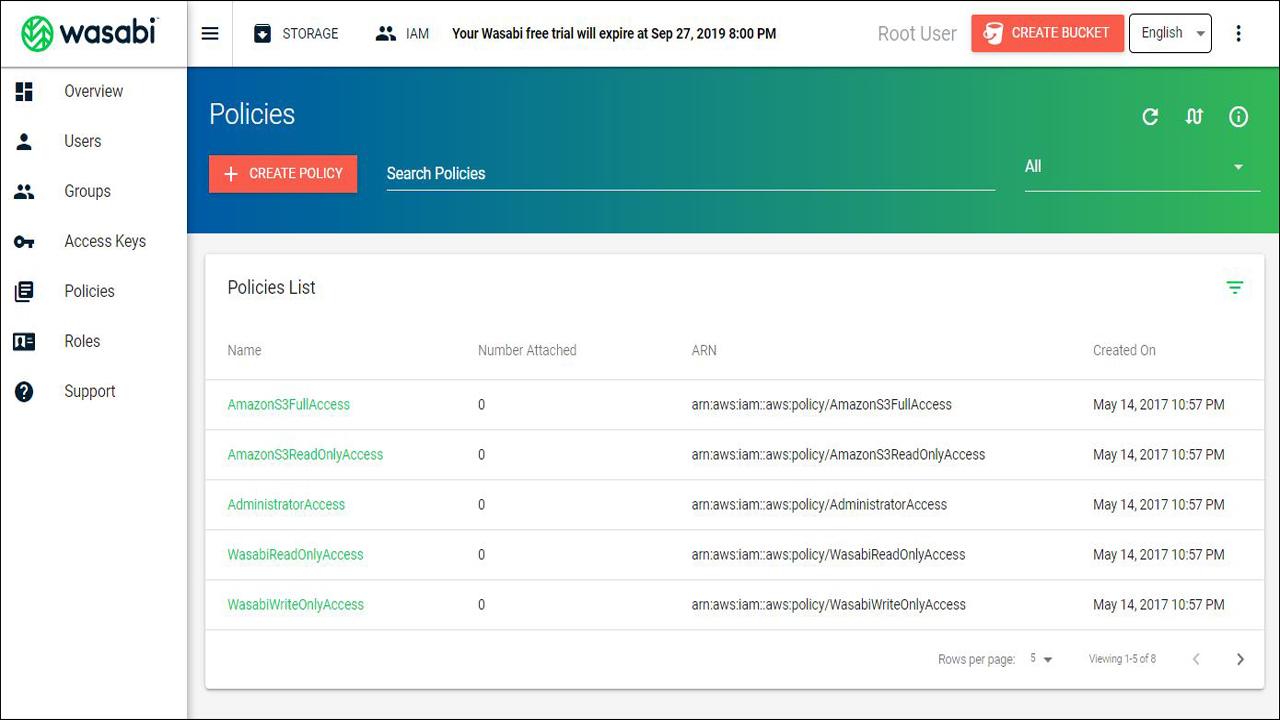 wasabi
STORAGE IAM Your Wasabi free trial will expire at Sep 27, 2019 8:00 PM Root User CREATE BUCKET English
Overview
Users
Groups
Access Keys
Policies
Roles
Support
Policies
CREATE POLICY Search Policies All
Policies List
Name Number Attached ARN Created On
AmazonS3FullAccess 0 arn:aws:iam::aws:policy/AmazonS3FullAccess May 14, 2017 10:57 PM
AmazonS3ReadOnlyAccess 0 arn:aws:iam::aws:policy/AmazonS3ReadOnlyAccess May 14, 2017 10:57 PM
AdministratorAccess 0 arn:aws:iam::aws:policy/AdministratorAccess May 14, 2017 10:57 PM
WasabiReadOnlyAccess 0 arn:aws:iam::aws:policy/WasabiReadOnlyAccess May 14, 2017 10:57 PM
WasabiWriteOnlyAccess 0 arn:aws:iam::aws:policy/WasabiWriteOnlyAccess May 14, 2017 10:57 PM
Rows per page: 5 Viewing 1-5 of 8